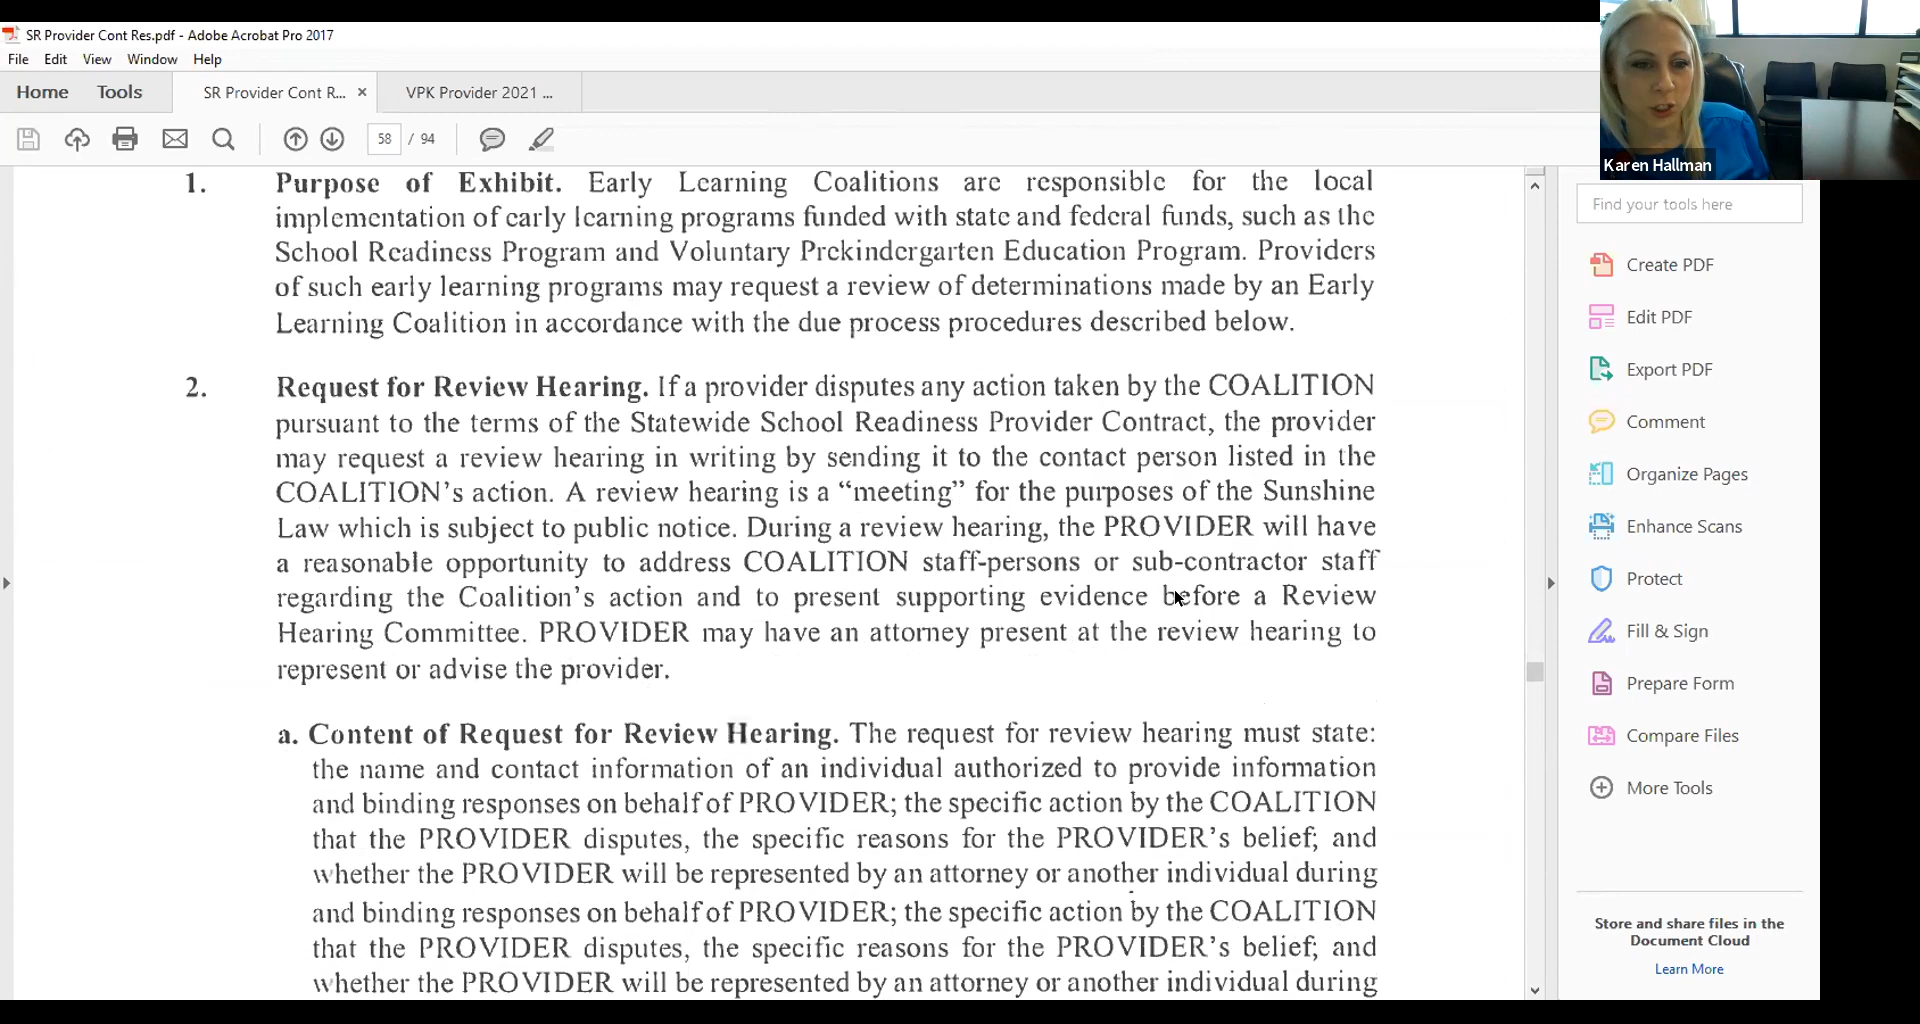 SR Provider Cont Res.pdf - Adobe Acrobat Pro 2017
File Edit View Window Help
Home Tools SR Provider Cont R... × VPK Provider 2021 ...
58 / 94
Karen Hallman
1. Purpose of Exhibit. Early Learning Coalitions are responsible for the local
implementation of early learning programs funded with state and federal funds, such as the
School Readiness Program and Voluntary Prekindergarten Education Program. Providers
of such early learning programs may request a review of determinations made by an Early
Learning Coalition in accordance with the due process procedures described below.
2. Request for Review Hearing. If a provider disputes any action taken by the COALITION
pursuant to the terms of the Statewide School Readiness Provider Contract, the provider
may request a review hearing in writing by sending it to the contact person listed in the
COALITION's action. A review hearing is a “meeting” for the purposes of the Sunshine
Law which is subject to public notice. During a review hearing, the PROVIDER will have
a reasonable opportunity to address COALITION staff-persons or sub-contractor staff
regarding the Coalition's action and to present supporting evidence before a Review
Hearing Committee. PROVIDER may have an attorney present at the review hearing to
represent or advise the provider.
a. Content of Request for Review Hearing. The request for review hearing must state:
the name and contact information of an individual authorized to provide information
and binding responses on behalf of PROVIDER; the specific action by the COALITION
that the PROVIDER disputes, the specific reasons for the PROVIDER's belief; and
whether the PROVIDER will be represented by an attorney or another individual during
and binding responses on behalf of PROVIDER; the specific action by the COALITION
that the PROVIDER disputes, the specific reasons for the PROVIDER's belief; and
whether the PROVIDER will be represented by an attorney or another individual during
Find your tools here
Create PDF
Edit PDF
Export PDF
Comment
Organize Pages
Enhance Scans
Protect
Fill & Sign
Prepare Form
Compare Files
More Tools
Store and share files in the
Document Cloud
Learn More